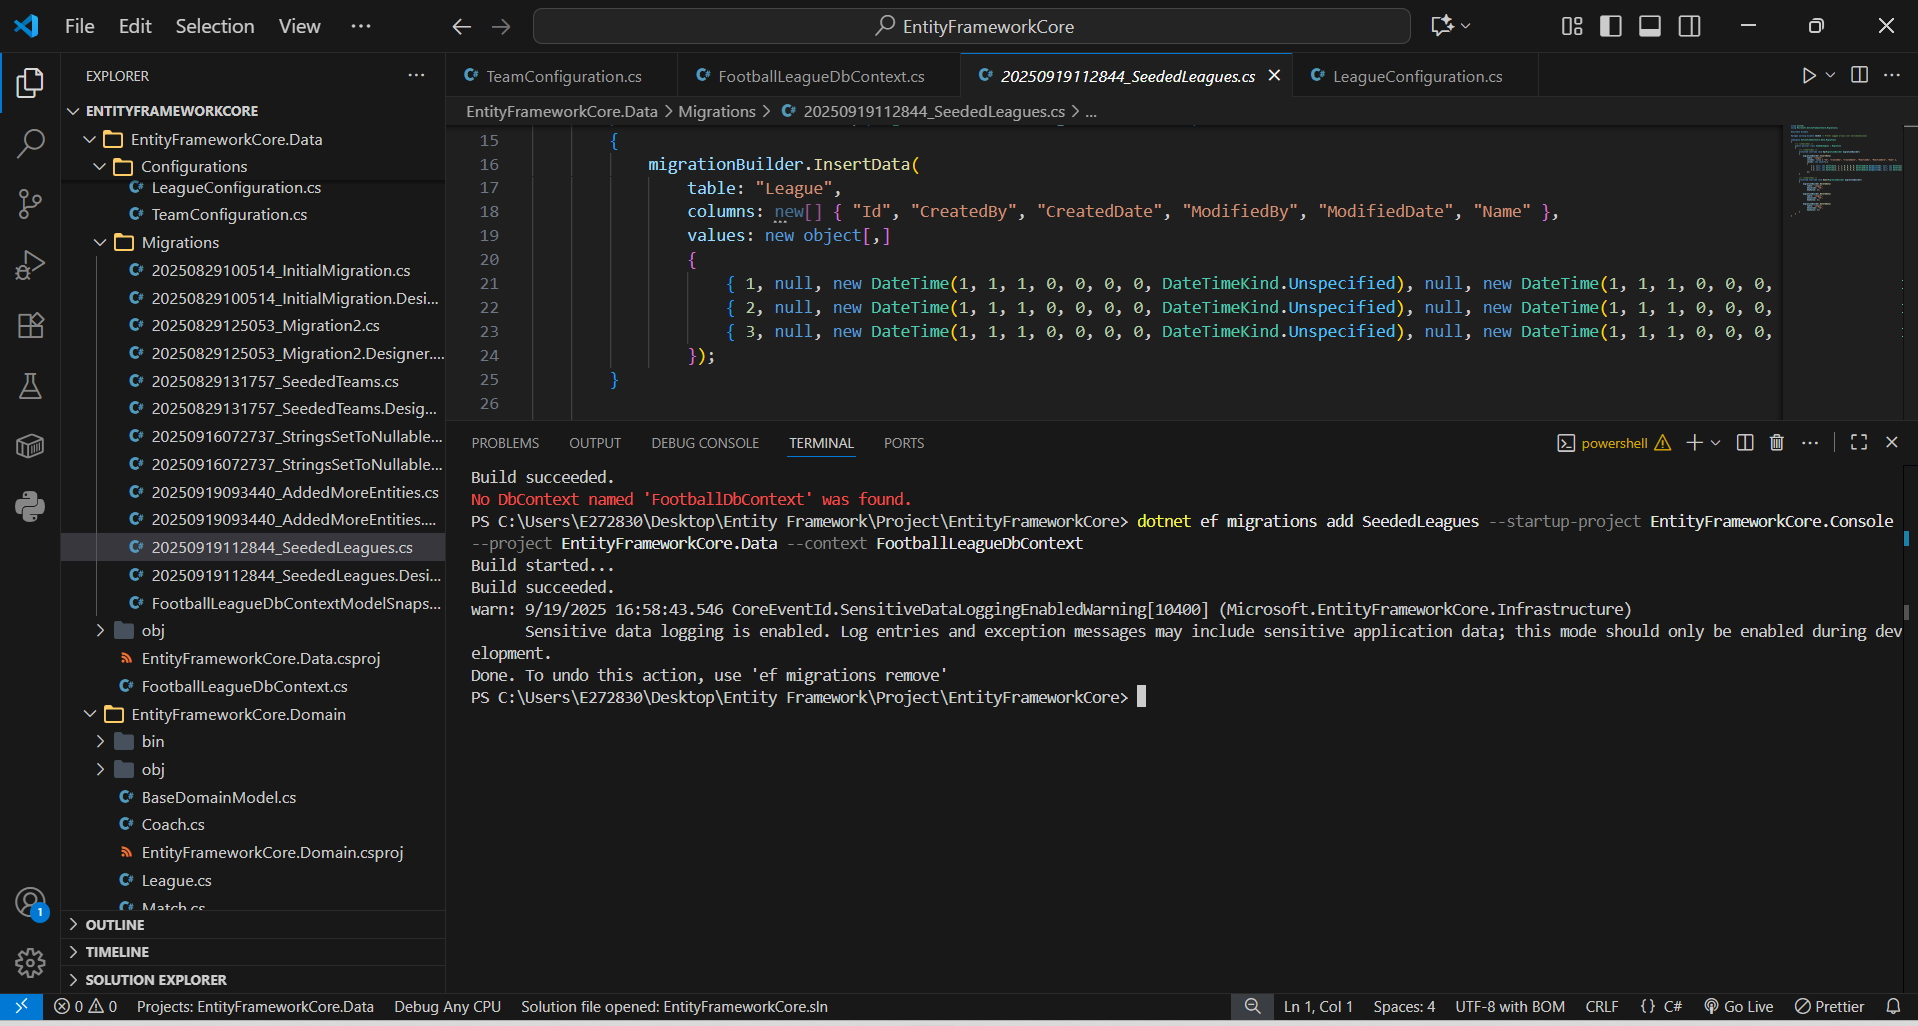 File Edit Selection View ···
EntityFrameworkCore
EXPLORER ···
ENTITYFRAMEWORKCORE
EntityFrameworkCore.Data
Configurations
LeagueConfiguration.cs
TeamConfiguration.cs
Migrations
20250829100514_InitialMigration.cs
20250829100514_InitialMigration.Desi...
20250829125053_Migration2.cs
20250829125053_Migration2.Designer....
20250829131757_SeededTeams.cs
20250829131757_SeededTeams.Desig...
20250916072737_StringsSetToNullable...
20250916072737_StringsSetToNullable...
20250919093440_AddedMoreEntities.cs
20250919093440_AddedMoreEntities....
20250919112844_SeededLeagues.cs
20250919112844_SeededLeagues.Desi...
FootballLeagueDbContextModelSnaps...
obj
EntityFrameworkCore.Data.csproj
FootballLeagueDbContext.cs
EntityFrameworkCore.Domain
bin
obj
BaseDomainModel.cs
Coach.cs
EntityFrameworkCore.Domain.csproj
League.cs
Match.cs
OUTLINE
TIMELINE
SOLUTION EXPLORER
TeamConfiguration.cs FootballLeagueDbContext.cs 20250919112844_SeededLeagues.cs LeagueConfiguration.cs
EntityFrameworkCore.Data > Migrations > 20250919112844_SeededLeagues.cs > ...
15 {
16 migrationBuilder.InsertData(
17 table: "League",
18 columns: new[] { "Id", "CreatedBy", "CreatedDate", "ModifiedBy", "ModifiedDate", "Name" },
19 values: new object[,]
20 {
21 { 1, null, new DateTime(1, 1, 1, 0, 0, 0, 0, DateTimeKind.Unspecified), null, new DateTime(1, 1, 1, 0, 0, 0,
22 { 2, null, new DateTime(1, 1, 1, 0, 0, 0, 0, DateTimeKind.Unspecified), null, new DateTime(1, 1, 1, 0, 0, 0,
23 { 3, null, new DateTime(1, 1, 1, 0, 0, 0, 0, DateTimeKind.Unspecified), null, new DateTime(1, 1, 1, 0, 0, 0,
24 });
25 }
26
PROBLEMS OUTPUT DEBUG CONSOLE TERMINAL PORTS powershell
Build succeeded.
No DbContext named 'FootballDbContext' was found.
PS C:\Users\E272830\Desktop\Entity Framework\Project\EntityFrameworkCore> dotnet ef migrations add SeededLeagues --startup-project EntityFrameworkCore.Console
--project EntityFrameworkCore.Data --context FootballLeagueDbContext
Build started...
Build succeeded.
warn: 9/19/2025 16:58:43.546 CoreEventId.SensitiveDataLoggingEnabledWarning[10400] (Microsoft.EntityFrameworkCore.Infrastructure)
Sensitive data logging is enabled. Log entries and exception messages may include sensitive application data; this mode should only be enabled during dev
elopment.
Done. To undo this action, use 'ef migrations remove'
PS C:\Users\E272830\Desktop\Entity Framework\Project\EntityFrameworkCore>
1
0 0 Projects: EntityFrameworkCore.Data Debug Any CPU Solution file opened: EntityFrameworkCore.sln Ln 1, Col 1 Spaces: 4 UTF-8 with BOM CRLF {} C# Go Live Prettier